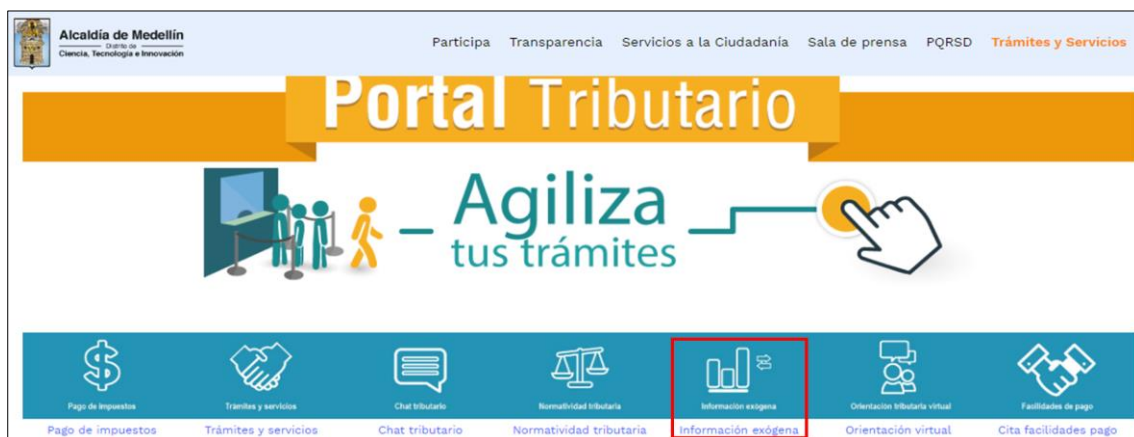 Alcaldía de Medellín
Distrito de
Ciencia, Tecnología e Innovación
Participa Transparencia Servicios a la Ciudadanía Sala de prensa PQRSD Trámites y Servicios
Portal Tributario
Agiliza
tus trámites
Pago de impuestos Trámites y servicios Chat tributario Normatividad tributaria Información exógena Orientación tributaria virtual Facilidades de pago
Pago de impuestos Trámites y servicios Chat tributario Normatividad tributaria Información exógena Orientación virtual Cita facilidades pago